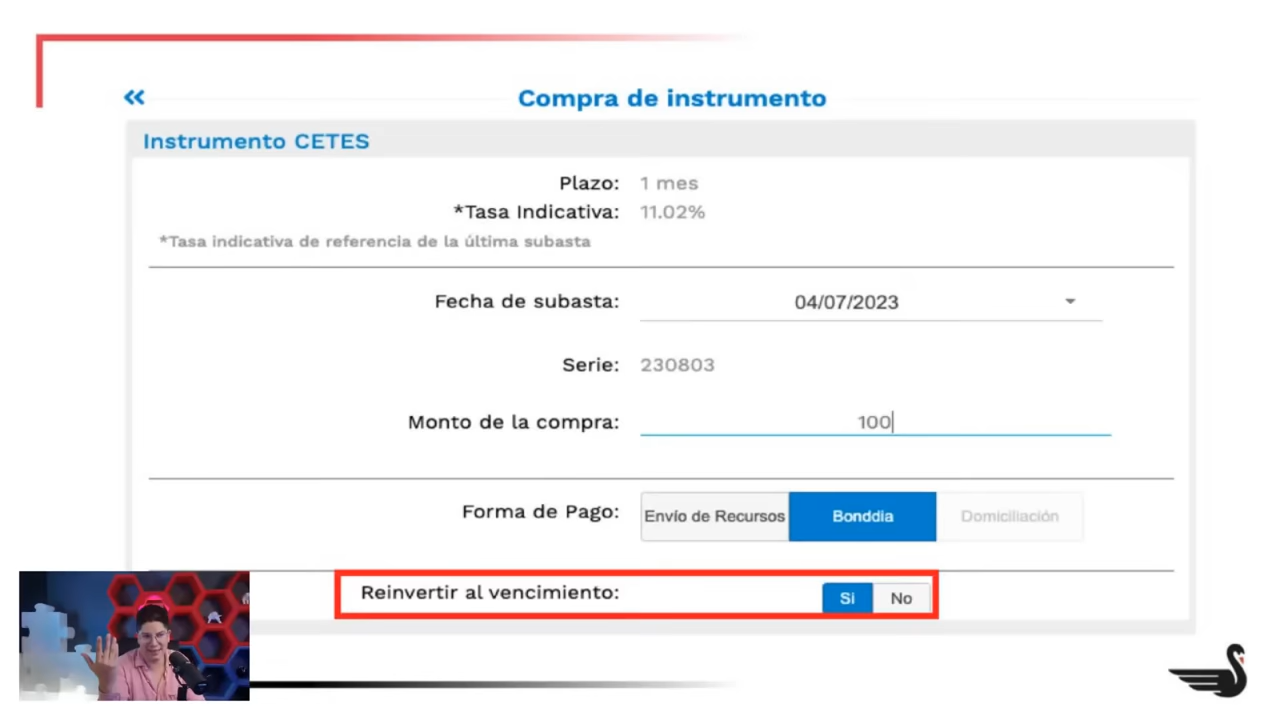 Compra de instrumento
Instrumento CETES
Plazo: 1 mes
*Tasa Indicativa: 11.02%
*Tasa indicativa de referencia de la última subasta
Fecha de subasta: 04/07/2023
Serie: 230803
Monto de la compra: 100
Forma de Pago: Envío de Recursos Bonddia Domiciliación
Reinvertir al vencimiento: Si No